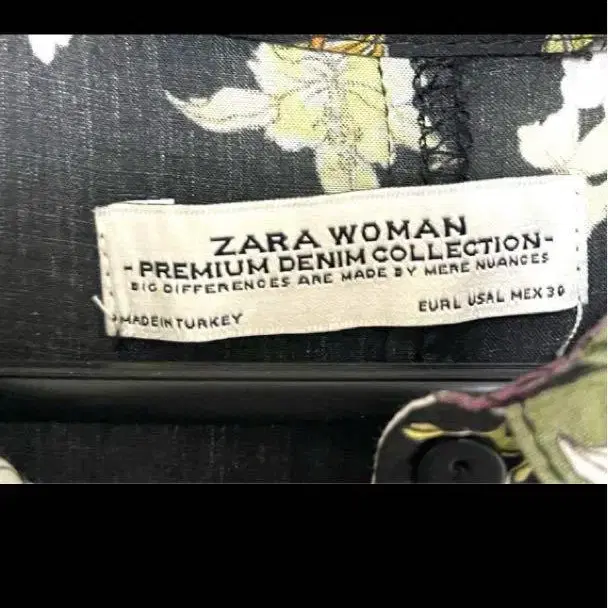 ZARA WOMAN
-PREMIUM DENIM COLLECTION-
BIG DIFFERENCES ARE MADE BY MERE NUANCES
MADE IN TURKEY
EUR L USA L MEX 30